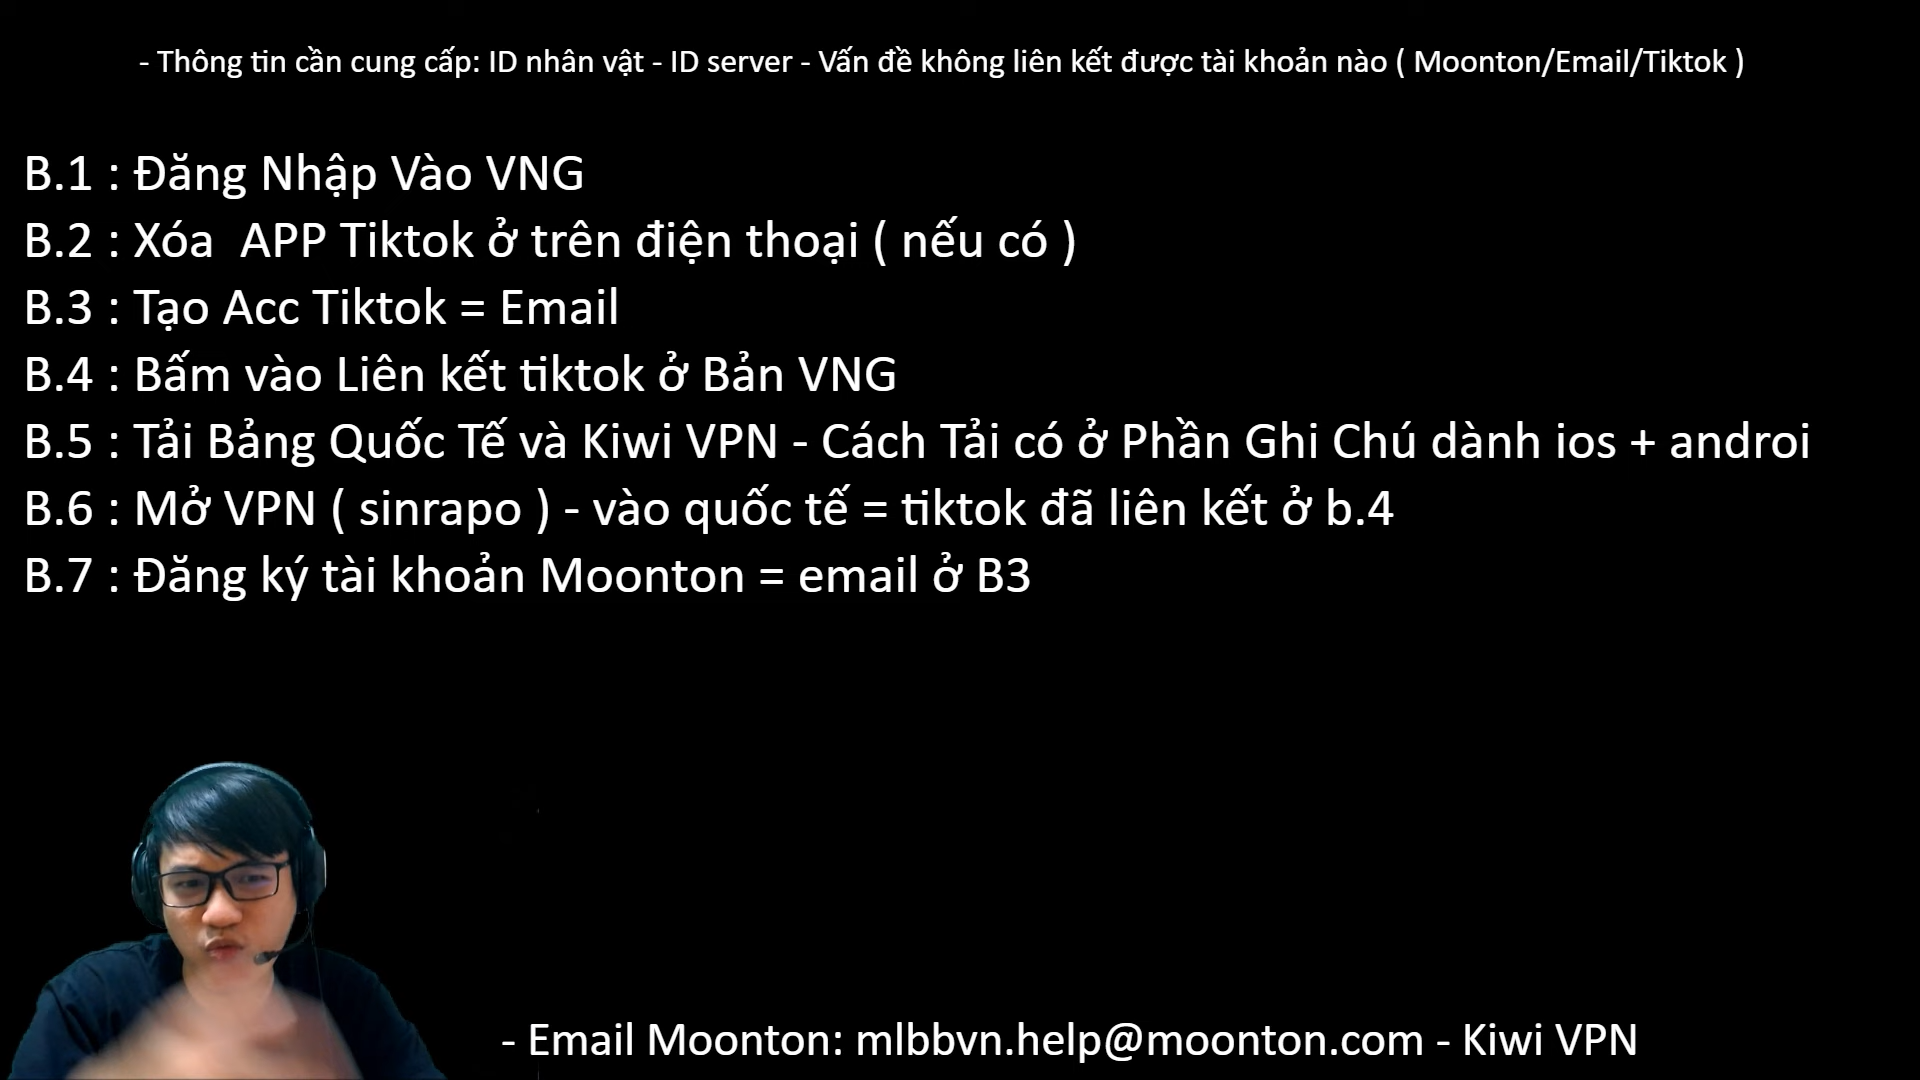 - Thông tin cần cung cấp: ID nhân vật - ID server - Vấn đề không liên kết được tài khoản nào ( Moonton/Email/Tiktok )
B.1 : Đăng Nhập Vào VNG
B.2 : Xóa  APP Tiktok ở trên điện thoại ( nếu có )
B.3 : Tạo Acc Tiktok = Email
B.4 : Bấm vào Liên kết tiktok ở Bản VNG
B.5 : Tải Bảng Quốc Tế và Kiwi VPN - Cách Tải có ở Phần Ghi Chú dành ios + androi
B.6 : Mở VPN ( sinrapo ) - vào quốc tế = tiktok đã liên kết ở b.4
B.7 : Đăng ký tài khoản Moonton = email ở B3
- Email Moonton: mlbbvn.help@moonton.com - Kiwi VPN